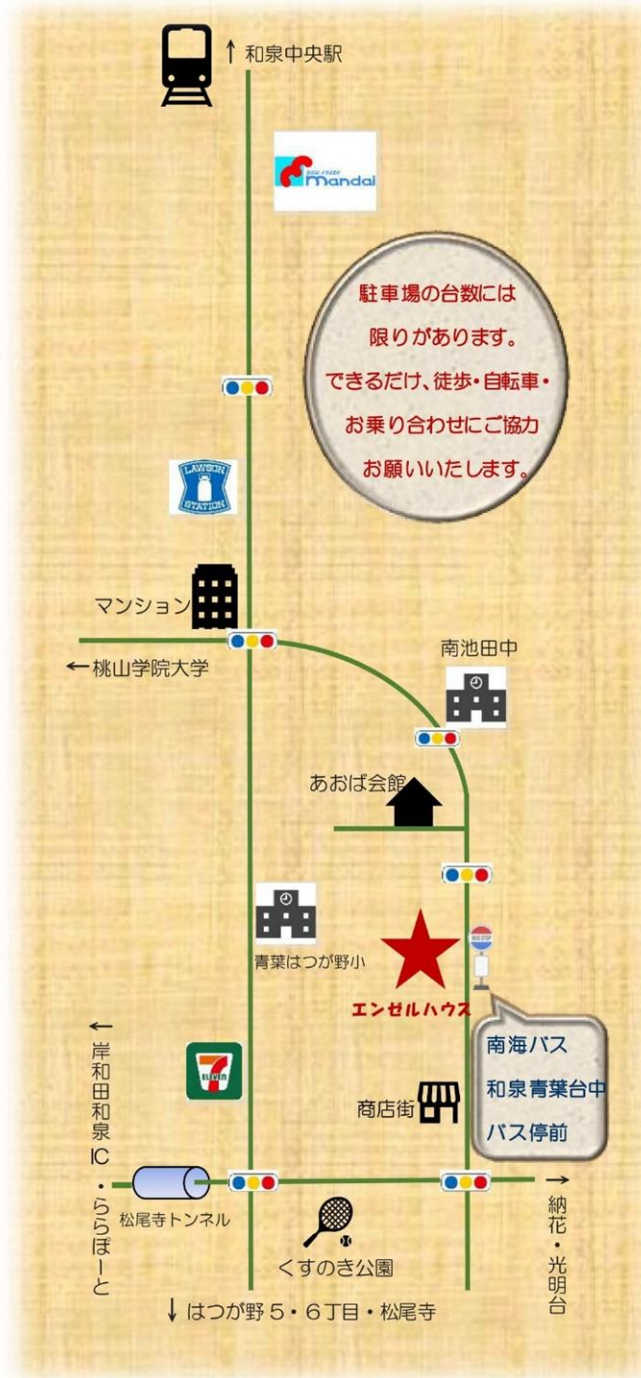 ↑ 和泉中央駅
mandai
駐車場の台数には
限りがあります。
できるだけ、徒歩・自転車・
お乗り合わせにご協力
お願いいたします。
LAWSON
STATION
マンション
←桃山学院大学
南池田中
あおば会館
青葉はつが野小
エンゼルハウス
BUS STOP
南海バス
和泉青葉台中
バス停前
7
ELEVEN
商店街
← 岸和田和泉IC・ららぽーと
松尾寺トンネル
くすのき公園
→ 納花・光明台
↓ はつが野5・6丁目・松尾寺